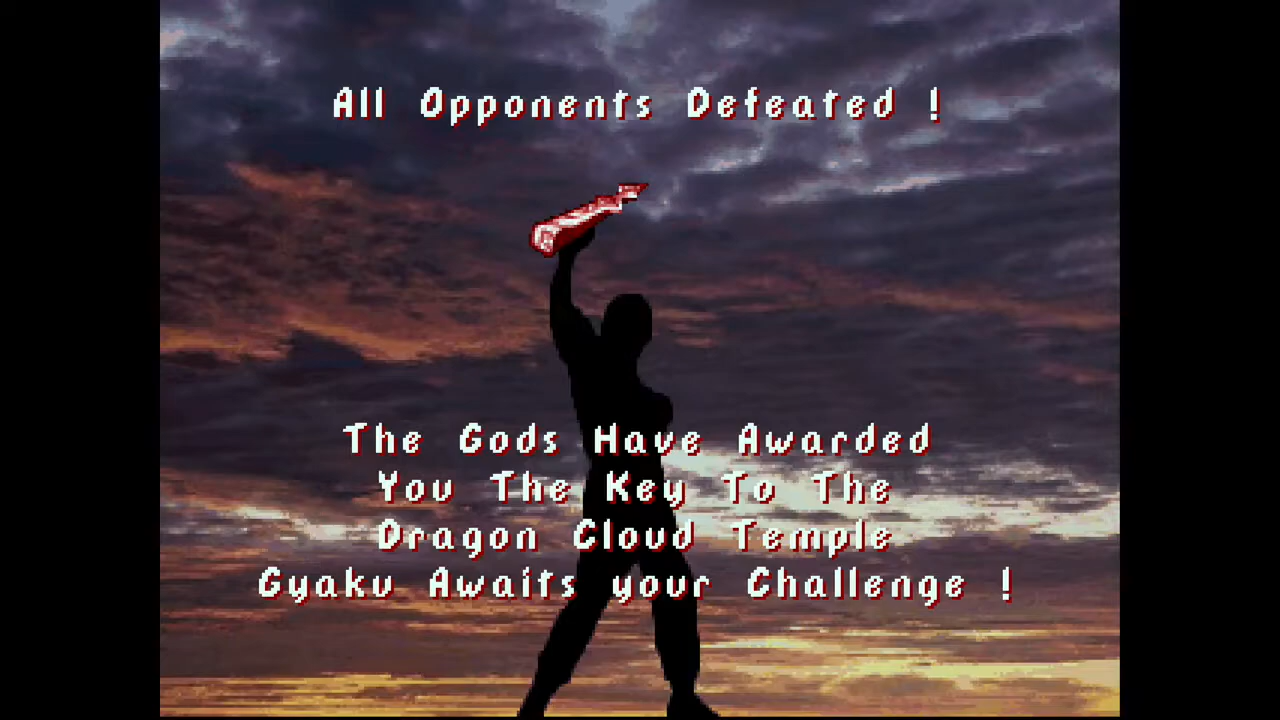 All Opponents Defeated !
The Gods Have Awarded
You The Key To The
Dragon Cloud Temple
Gyaku Awaits your Challenge !